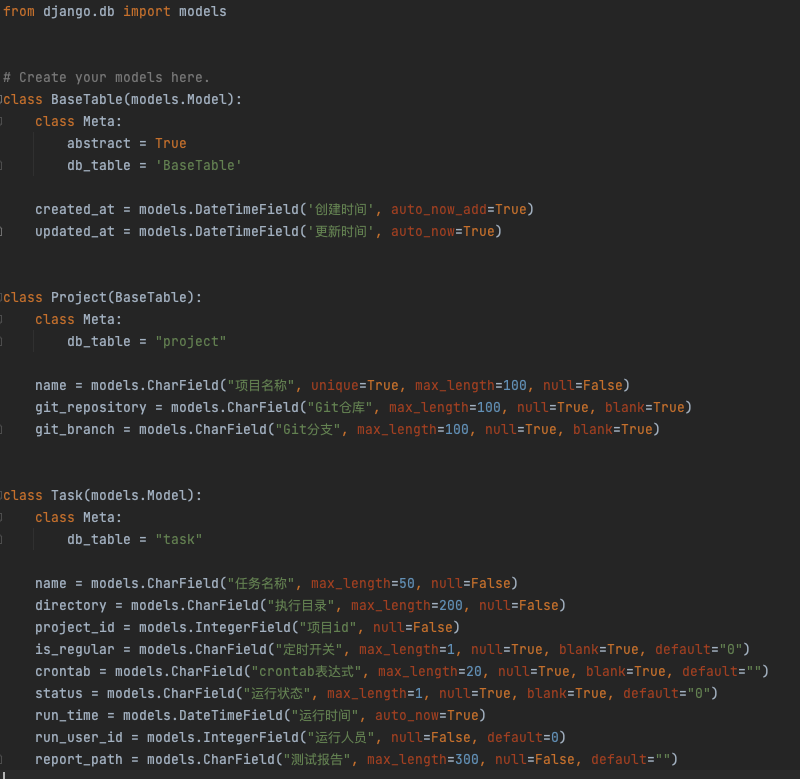 from django.db import models
# Create your models here.
class BaseTable(models.Model):
    class Meta:
        abstract = True
        db_table = 'BaseTable'
    created_at = models.DateTimeField('创建时间', auto_now_add=True)
    updated_at = models.DateTimeField('更新时间', auto_now=True)
class Project(BaseTable):
    class Meta:
        db_table = "project"
    name = models.CharField("项目名称", unique=True, max_length=100, null=False)
    git_repository = models.CharField("Git仓库", max_length=100, null=True, blank=True)
    git_branch = models.CharField("Git分支", max_length=100, null=True, blank=True)
class Task(models.Model):
    class Meta:
        db_table = "task"
    name = models.CharField("任务名称", max_length=50, null=False)
    directory = models.CharField("执行目录", max_length=200, null=False)
    project_id = models.IntegerField("项目id", null=False)
    is_regular = models.CharField("定时开关", max_length=1, null=True, blank=True, default="0")
    crontab = models.CharField("crontab表达式", max_length=20, null=True, blank=True, default="")
    status = models.CharField("运行状态", max_length=1, null=True, blank=True, default="0")
    run_time = models.DateTimeField("运行时间", auto_now=True)
    run_user_id = models.IntegerField("运行人员", null=False, default=0)
    report_path = models.CharField("测试报告", max_length=300, null=False, default="")